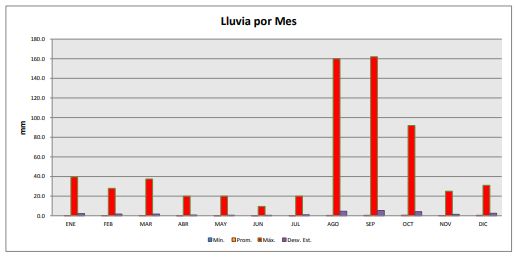 Lluvia por Mes
180.0
160.0
140.0
120.0
100.0
80.0
60.0
40.0
20.0
0.0
mm
ENE FEB MAR ABR MAY JUN JUL AGO SEP OCT NOV DIC
Mín. Prom. Máx. Desv. Est.